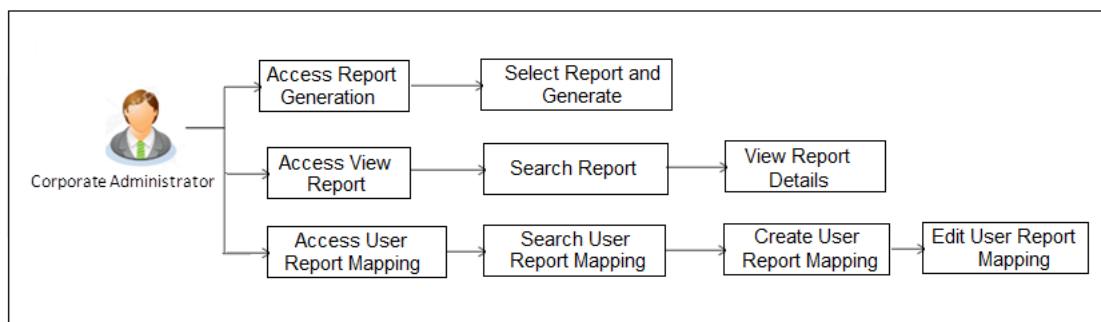 Access Report
Generation
Select Report and
Generate
Corporate Administrator
Access View
Report
Search Report
View Report
Details
Access User
Report Mapping
Search User
Report Mapping
Create User
Report Mapping
Edit User Report
Mapping